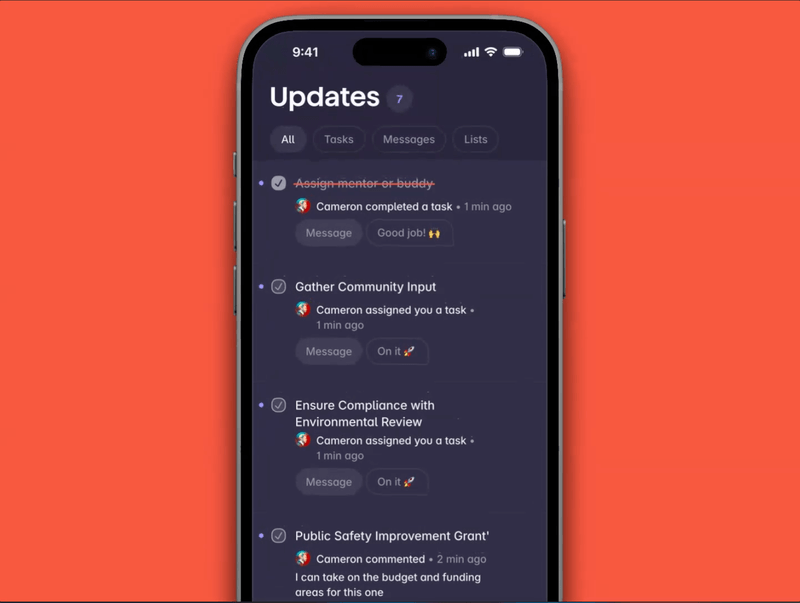 9:41
Updates 7
All Tasks Messages Lists
Assign mentor or buddy
Cameron completed a task • 1 min ago
Message Good job! 🙌
Gather Community Input
Cameron assigned you a task •
1 min ago
Message On it 🚀
Ensure Compliance with
Environmental Review
Cameron assigned you a task •
1 min ago
Message On it 🚀
Public Safety Improvement Grant'
Cameron commented • 2 min ago
I can take on the budget and funding
areas for this one